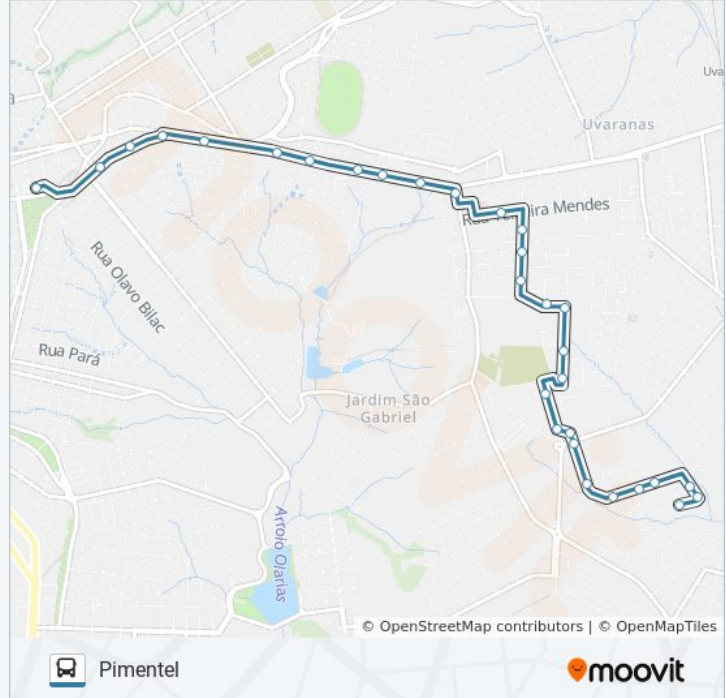 Uva
Uvaranas
Rua Teixeira Mendes
Rua Olavo Bilac
Rua Pará
Jardim São
Gabriel
Arroio Olarias
© OpenStreetMap contributors | © OpenMapTiles
Pimentel
moovit